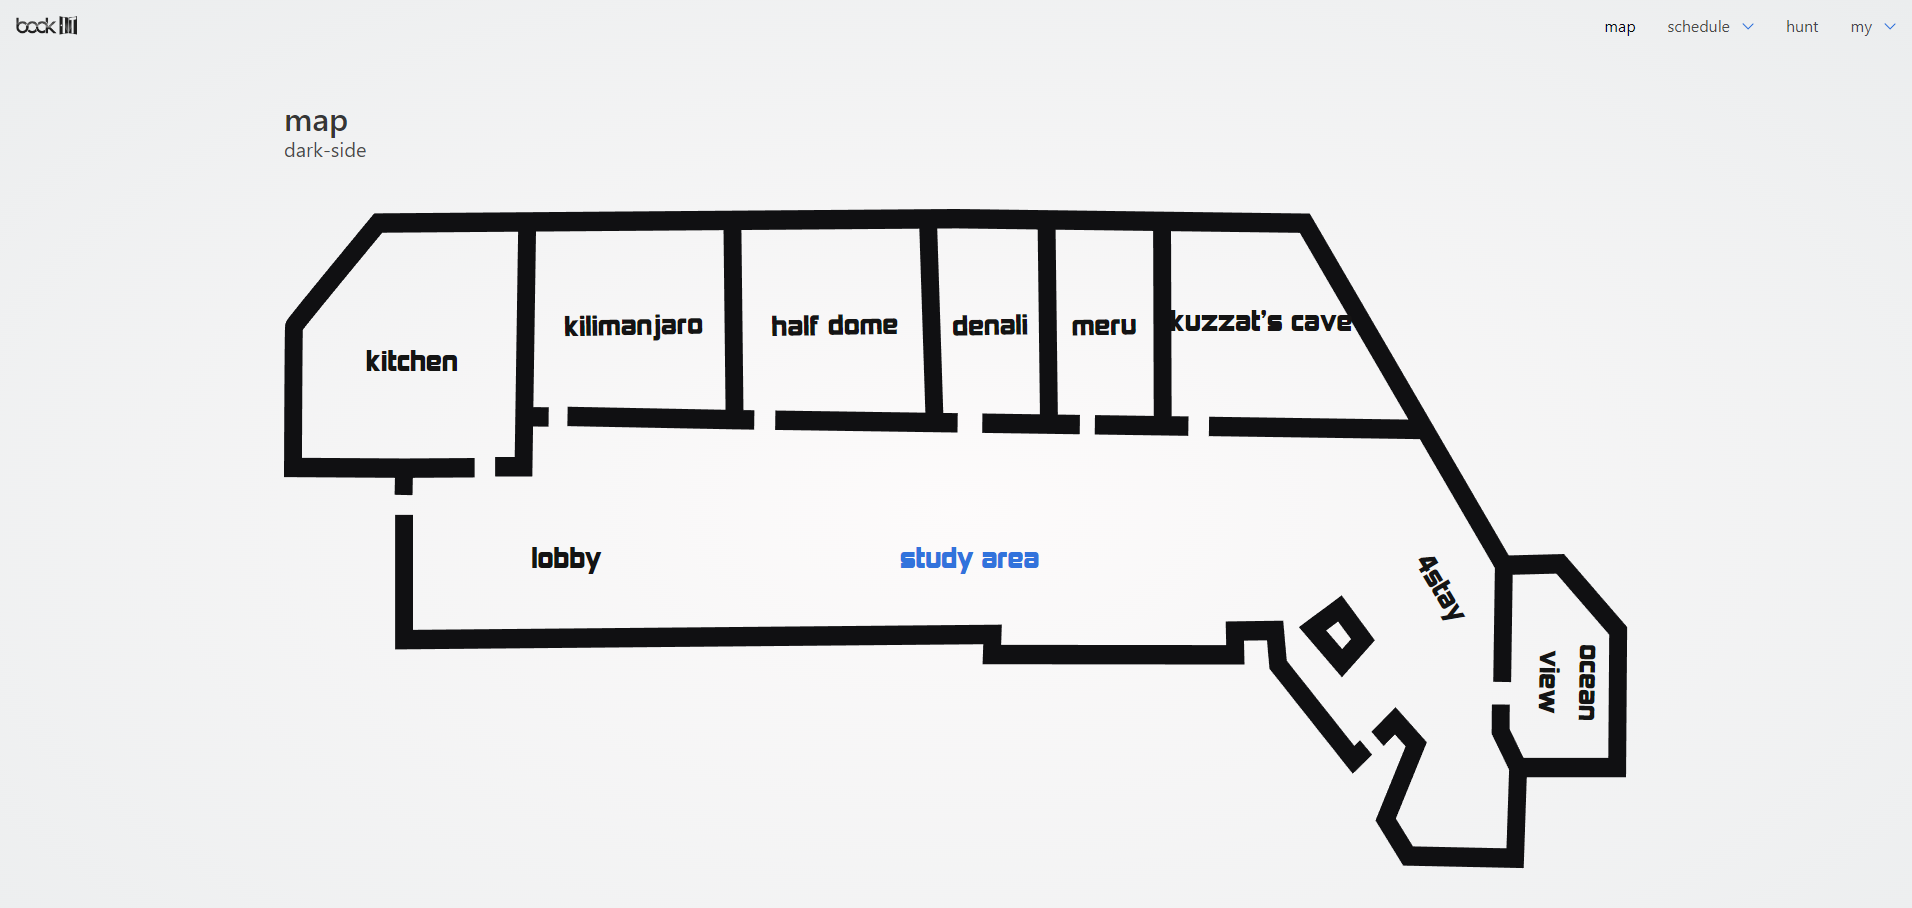 book it
map schedule hunt my
map
dark-side
kitchen
kilimanjaro
half dome
denali
meru
kuzzat's cave
lobby
study area
4stay
ocean
view